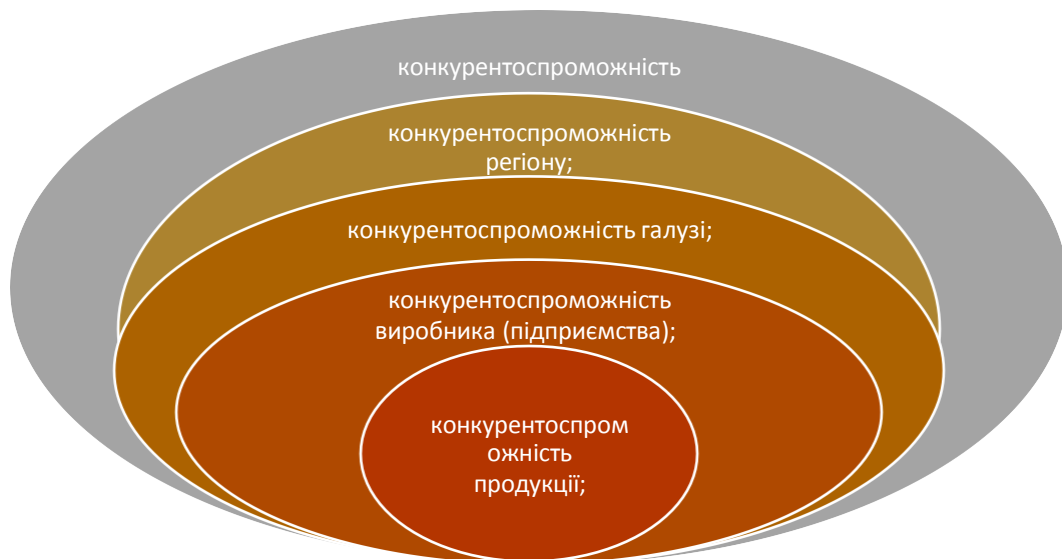 конкурентоспроможність
конкурентоспроможність
регіону;
конкурентоспроможність галузі;
конкурентоспроможність
виробника (підприємства);
конкурентоспром
ожність
продукції;